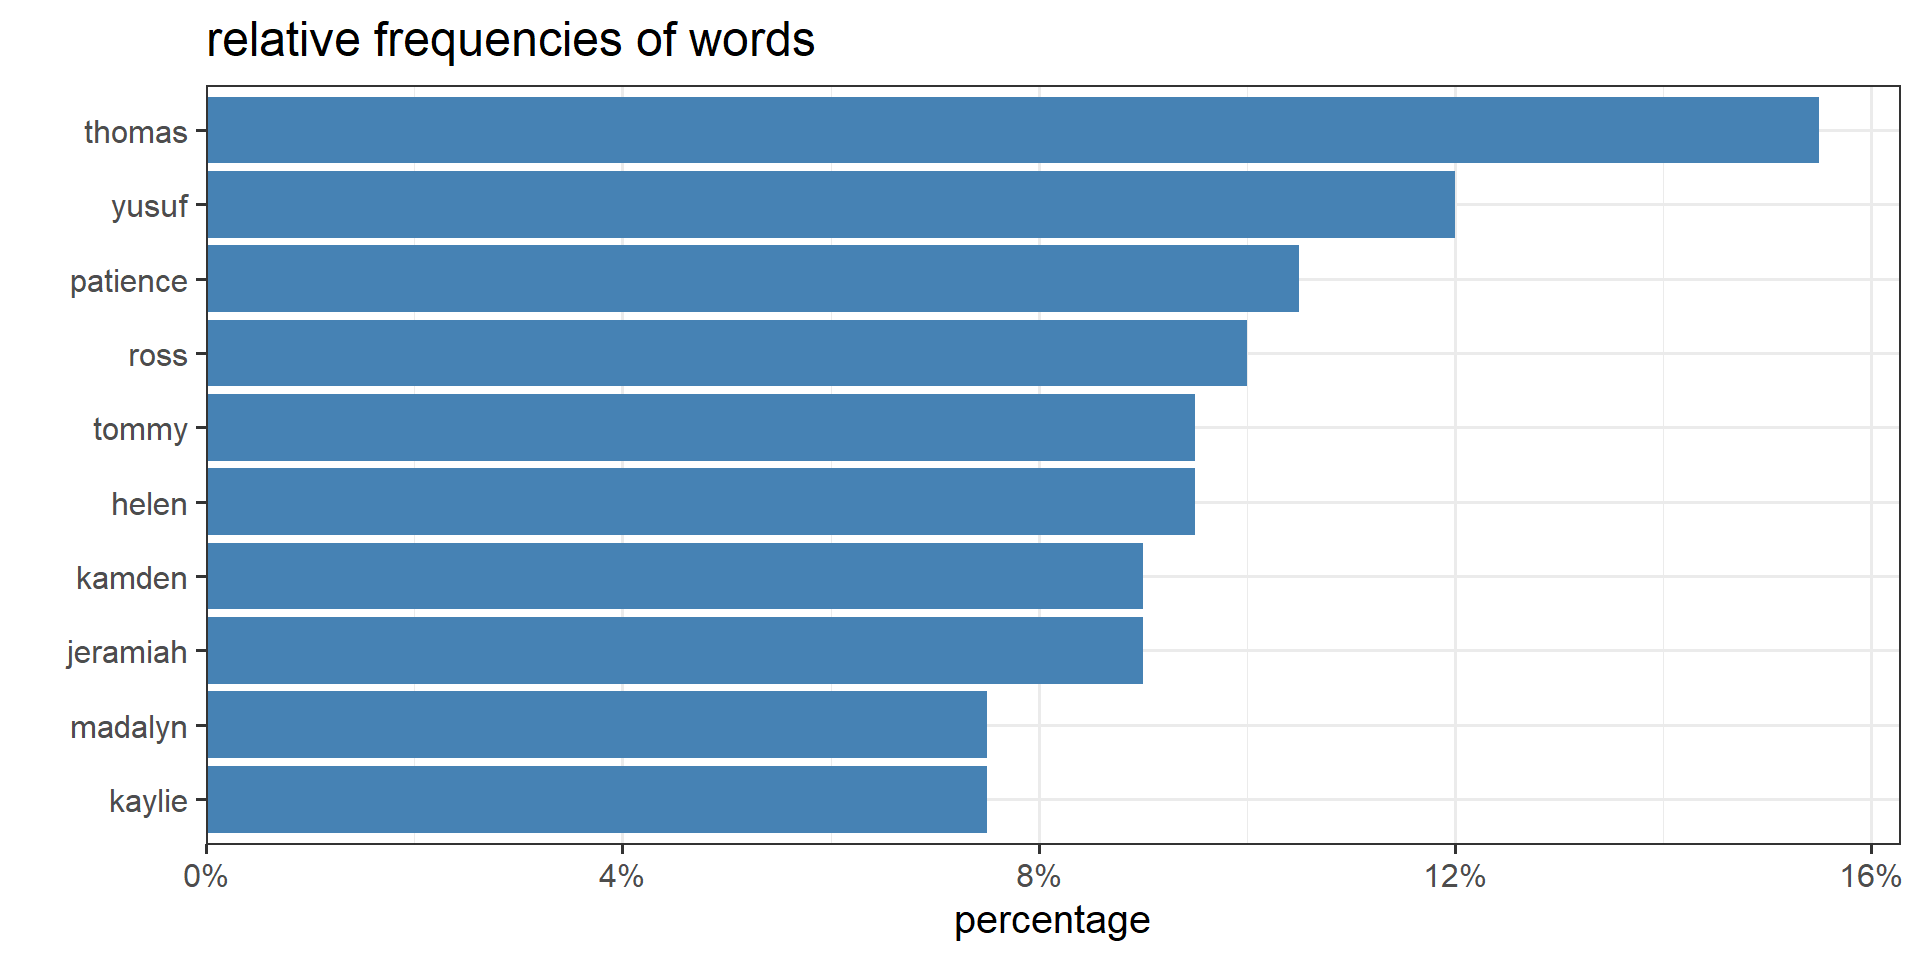 relative frequencies of words
thomas
yusuf
patience
ross
tommy
helen
kamden
jeramiah
madalyn
kaylie
0% 4% 8% 12% 16%
percentage